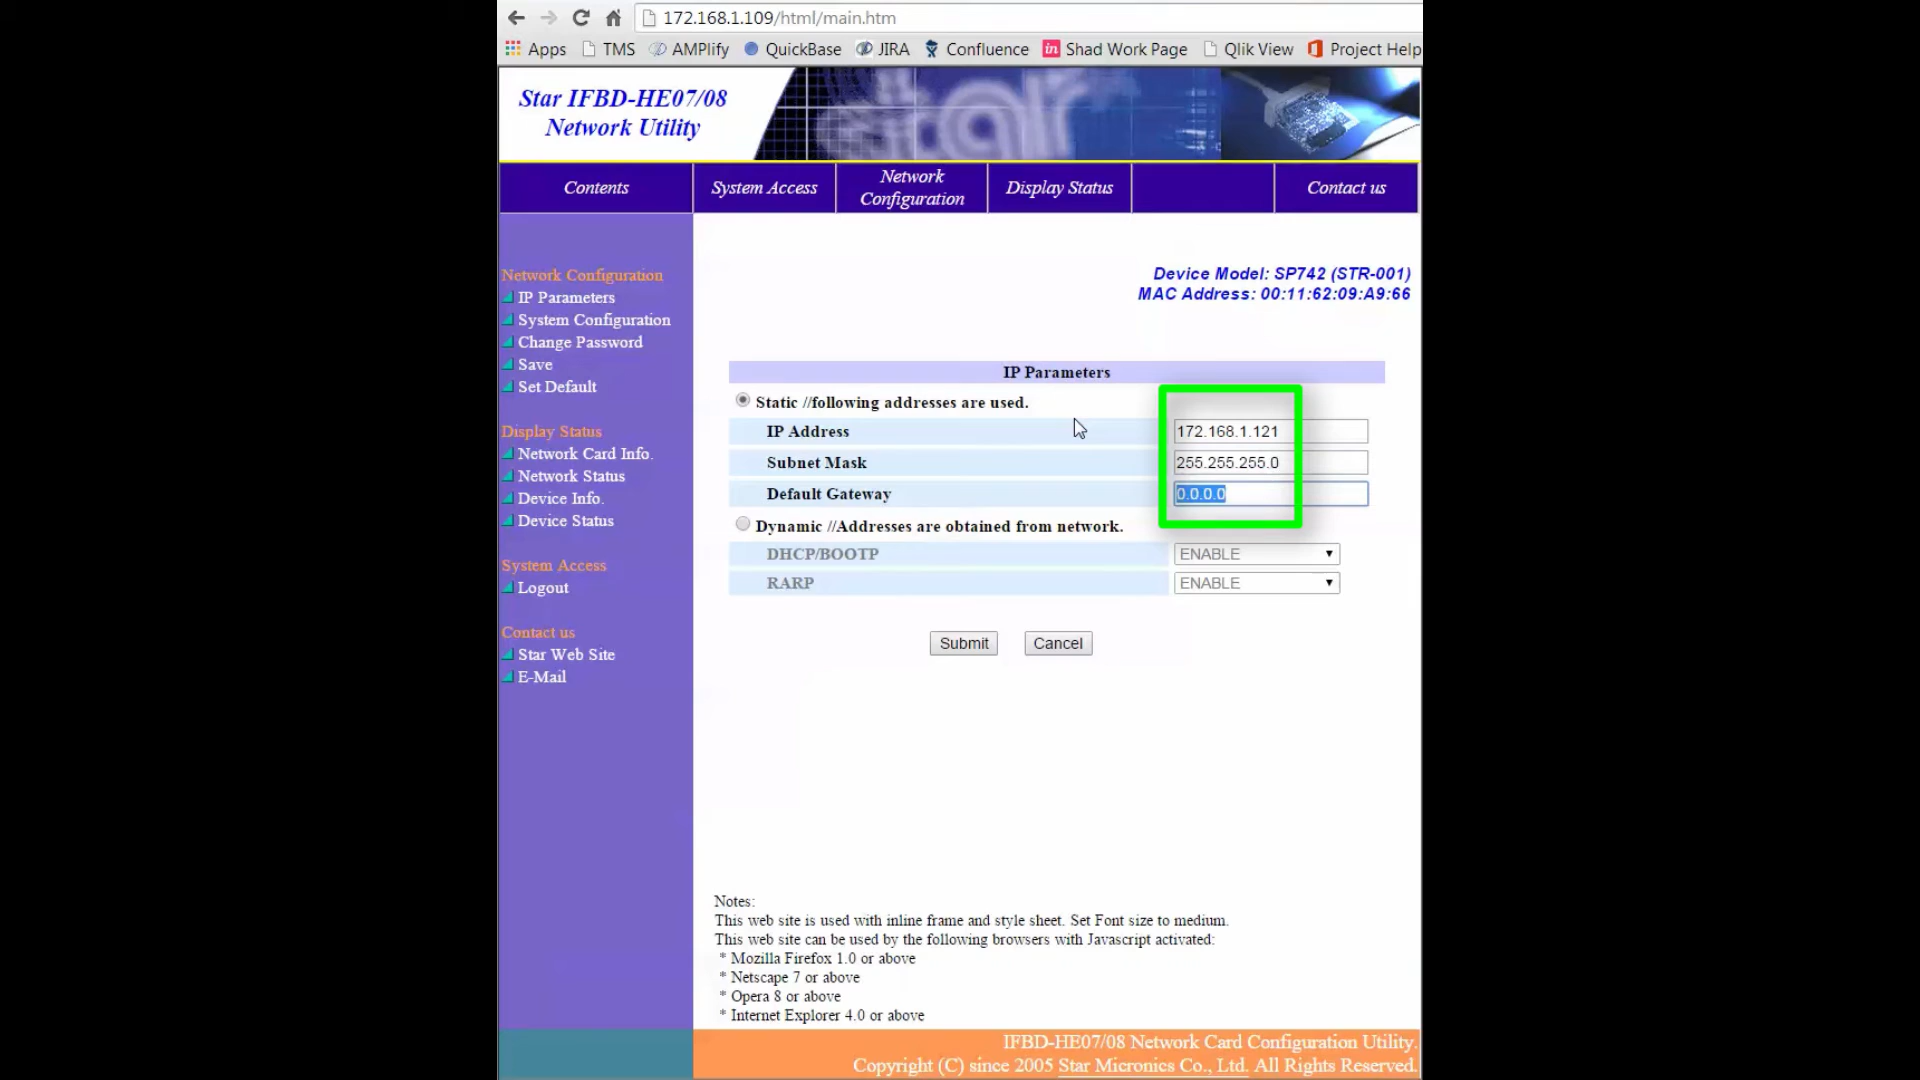 172.168.1.109/html/main.htm
Apps TMS AMPlify QuickBase JIRA Confluence in Shad Work Page Qlik View Project Help
Star IFBD-HE07/08
Network Utility
star
Contents
System Access
Network
Configuration
Display Status
Contact us
Network Configuration
IP Parameters
System Configuration
Change Password
Save
Set Default
Display Status
Network Card Info.
Network Status
Device Info.
Device Status
System Access
Logout
Contact us
Star Web Site
E-Mail
Device Model: SP742 (STR-001)
MAC Address: 00:11:62:09:A9:66
IP Parameters
Static //following addresses are used.
IP Address 172.168.1.121
Subnet Mask 255.255.255.0
Default Gateway 0.0.0.0
Dynamic //Addresses are obtained from network.
DHCP/BOOTP ENABLE
RARP ENABLE
Submit Cancel
Notes:
This web site is used with inline frame and style sheet. Set Font size to medium.
This web site can be used by the following browsers with Javascript activated:
* Mozilla Firefox 1.0 or above
* Netscape 7 or above
* Opera 8 or above
* Internet Explorer 4.0 or above
IFBD-HE07/08 Network Card Configuration Utility.
Copyright (C) since 2005 Star Micronics Co., Ltd. All Rights Reserved.